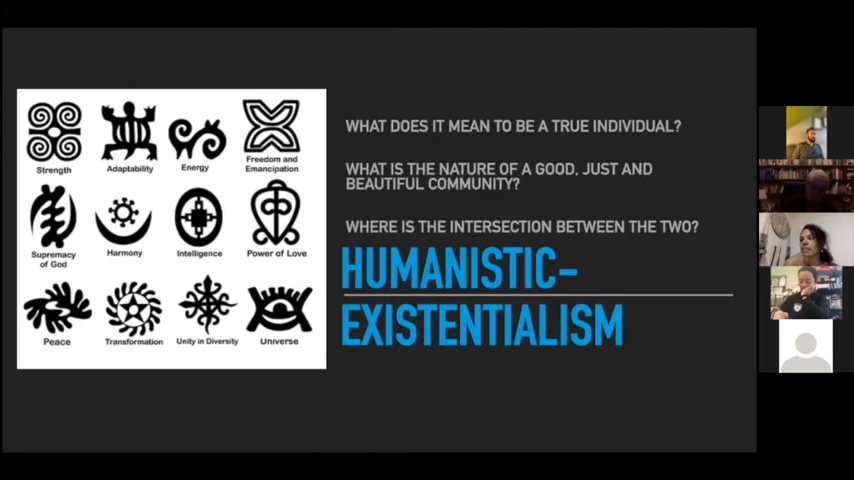 Strength
Adaptability
Energy
Freedom and
Emancipation
Supremacy
of God
Harmony
Intelligence
Power of Love
Peace
Transformation
Unity in Diversity
Universe
WHAT DOES IT MEAN TO BE A TRUE INDIVIDUAL?
WHAT IS THE NATURE OF A GOOD, JUST AND
BEAUTIFUL COMMUNITY?
WHERE IS THE INTERSECTION BETWEEN THE TWO?
HUMANISTIC-
EXISTENTIALISM